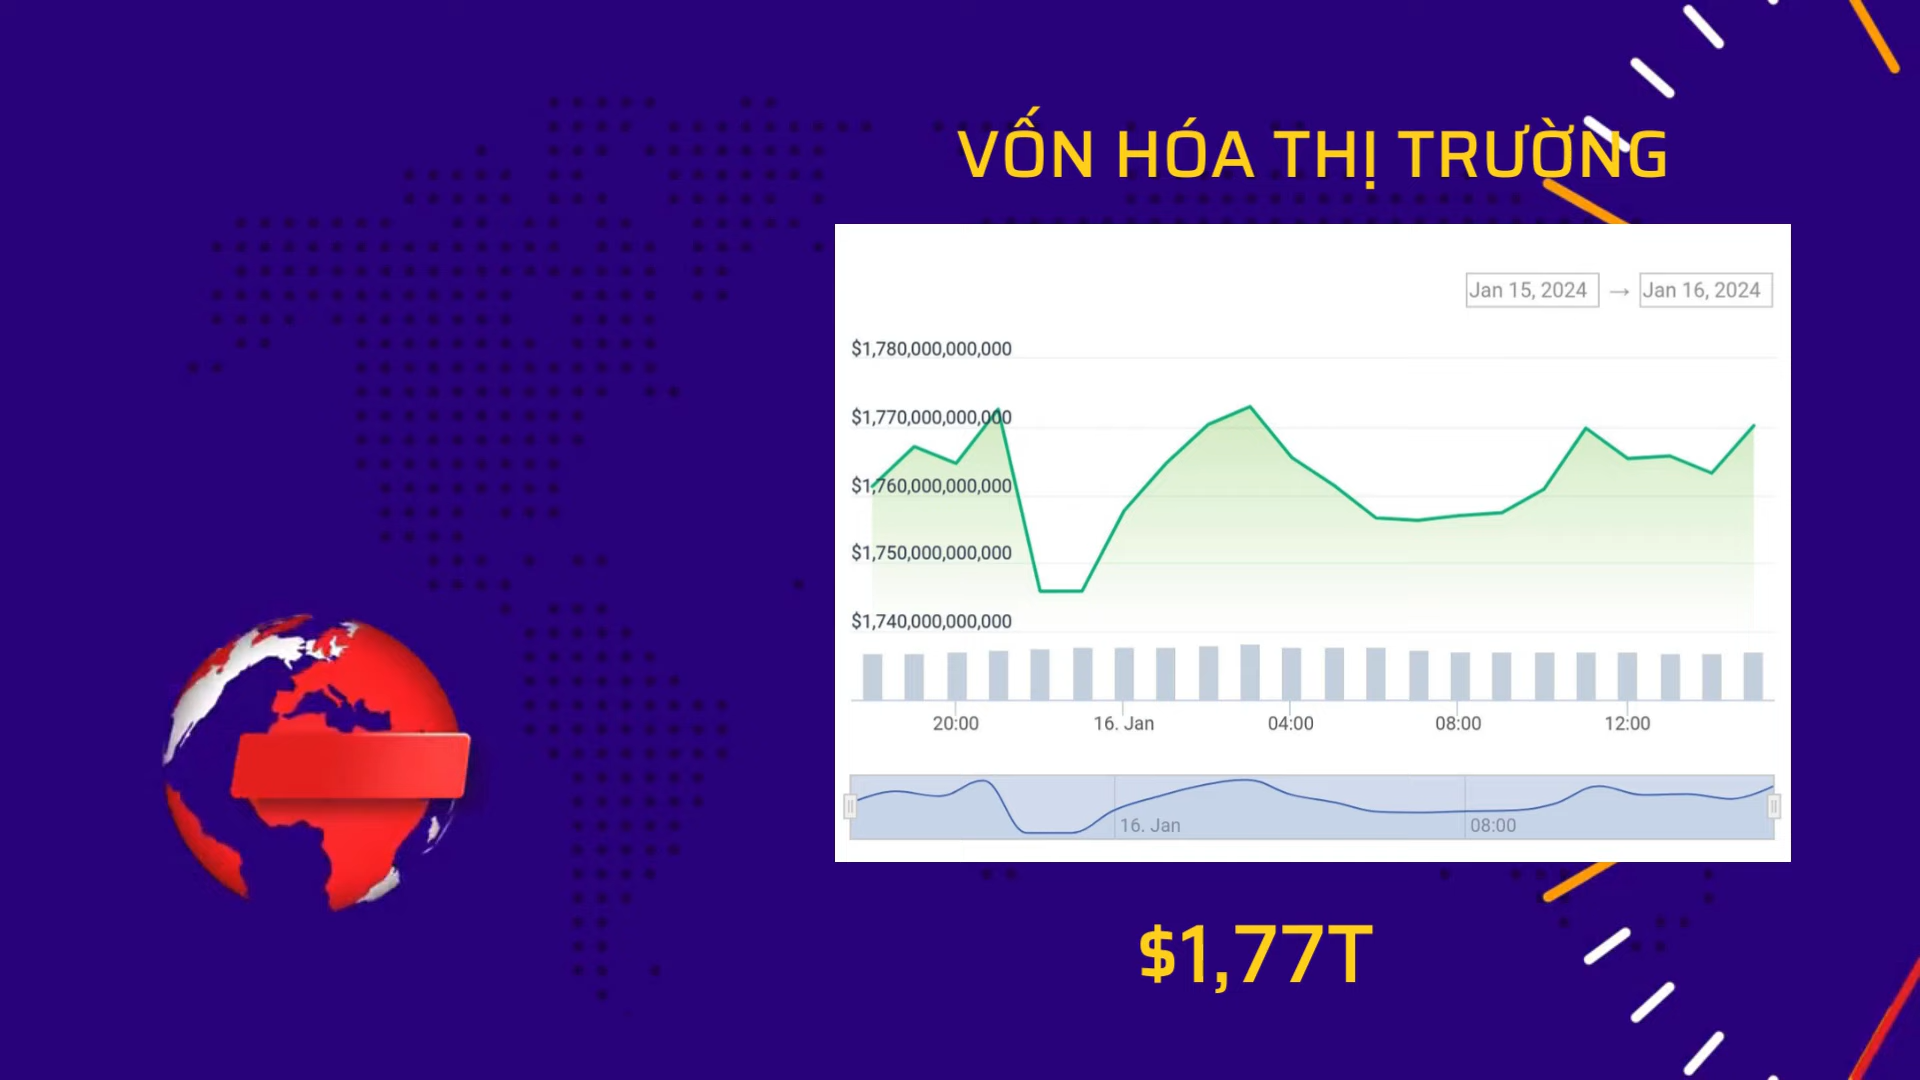 VỐN HÓA THỊ TRƯỜNG
Jan 15, 2024 → Jan 16, 2024
$1,780,000,000,000
$1,770,000,000,000
$1,760,000,000,000
$1,750,000,000,000
$1,740,000,000,000
20:00 16. Jan 04:00 08:00 12:00
16. Jan 08:00
$1,77T